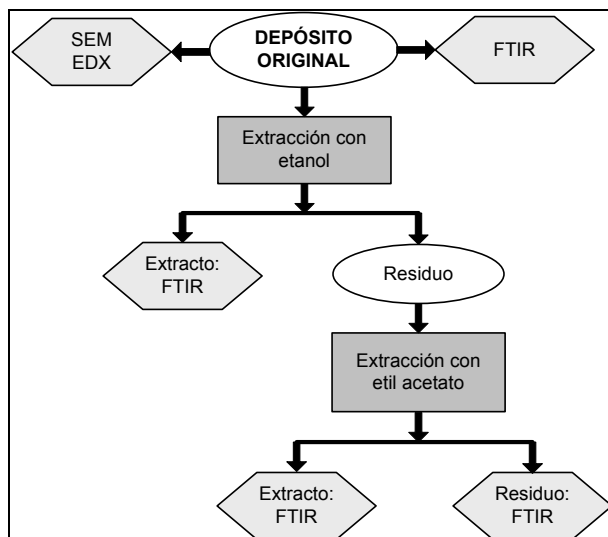 SEM
EDX
DEPÓSITO
ORIGINAL
FTIR
Extracción con
etanol
Extracto:
FTIR
Residuo
Extracción con
etil acetato
Extracto:
FTIR
Residuo:
FTIR